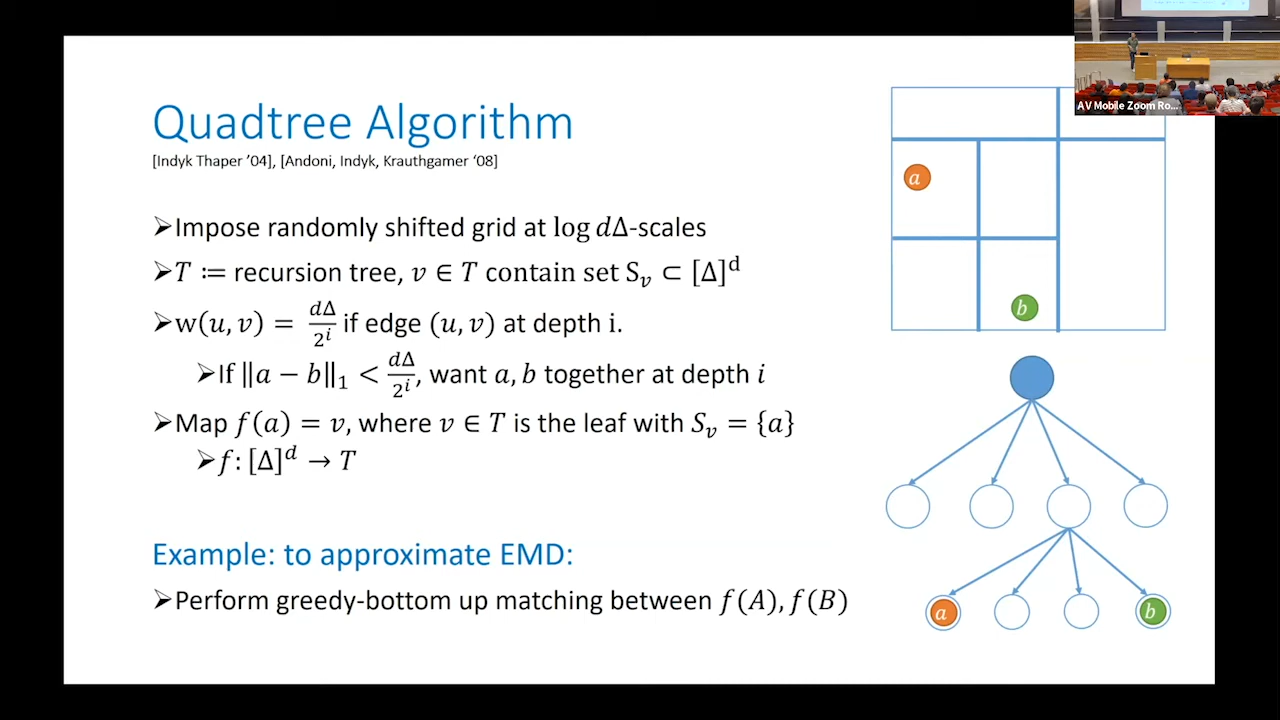 Quadtree Algorithm
[Indyk Thaper '04], [Andoni, Indyk, Krauthgamer '08]
➢Impose randomly shifted grid at log dΔ-scales
➢T ≔ recursion tree, v ∈ T contain set S_v ⊂ [Δ]^d
➢w(u, v) = dΔ/2^i if edge (u, v) at depth i.
➢If ‖a − b‖_1 < dΔ/2^i, want a, b together at depth i
➢Map f(a) = v, where v ∈ T is the leaf with S_v = {a}
➢f: [Δ]^d → T
Example: to approximate EMD:
➢Perform greedy-bottom up matching between f(A), f(B)
AV Mobile Zoom Ro...
a
b
a
b